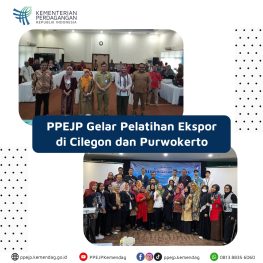 KEMENTERIAN
PERDAGANGAN
REPUBLIK INDONESIA
PPEJP Gelar Pelatihan Ekspor
di Cilegon dan Purwokerto
ppejp.kemendag.go.id
PPEJPKemendag
ppejp.kemendag
0813 8835 6060